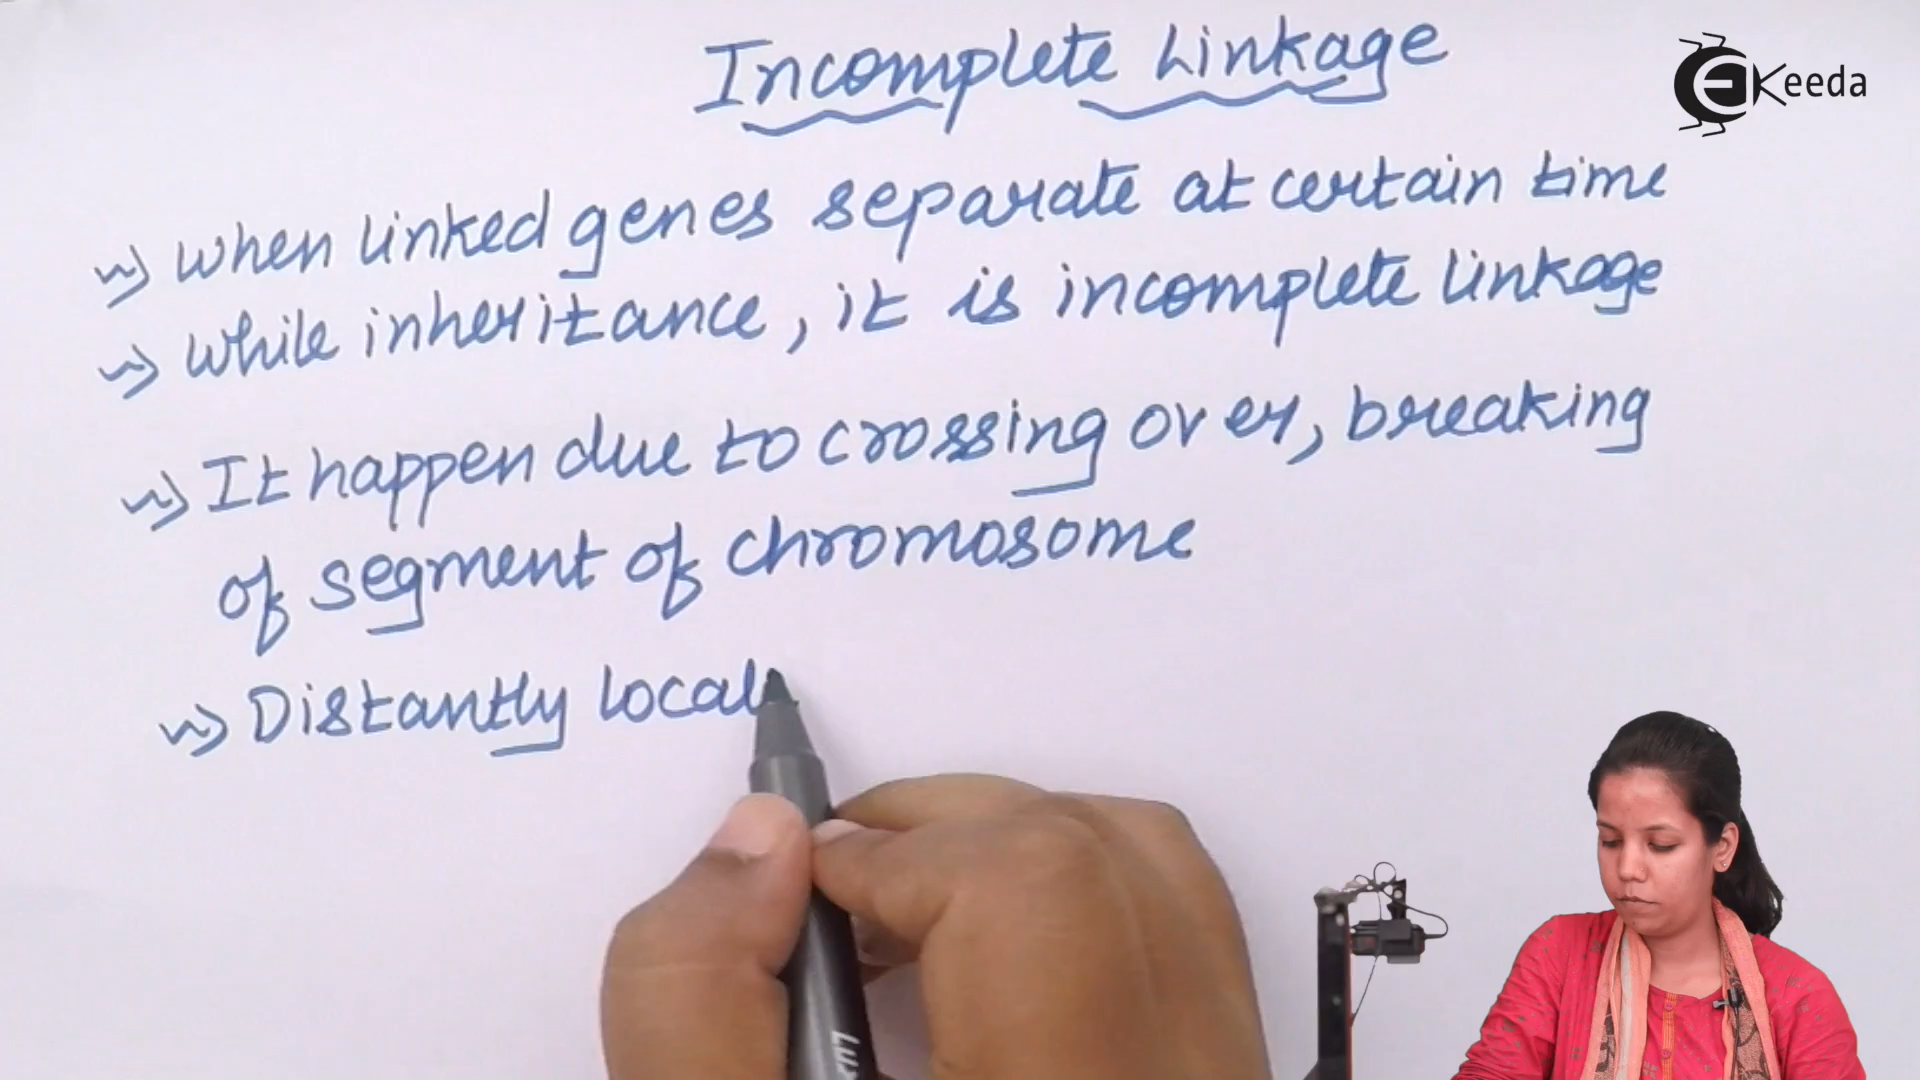 Incomplete Linkage
Keeda
⇝ When linked genes separate at certain time
⇝ while inheritance, it is incomplete linkage
⇝ It happen due to crossing over, breaking
of segment of chromosome
⇝ Distantly local